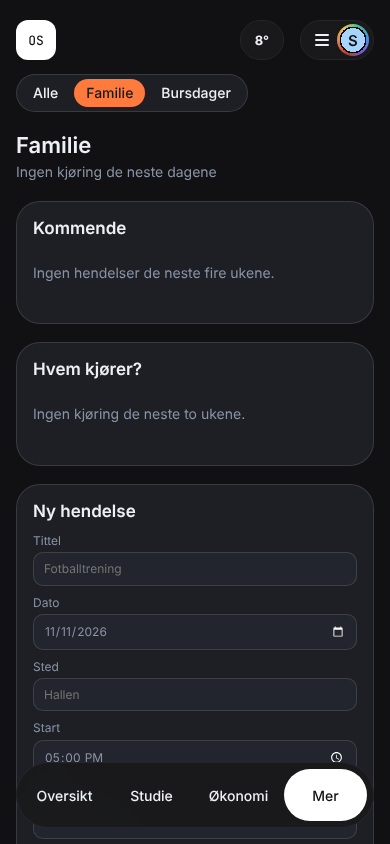 OS
8°
S
Alle
Familie
Bursdager
Familie
Ingen kjøring de neste dagene
Kommende
Ingen hendelser de neste fire ukene.
Hvem kjører?
Ingen kjøring de neste to ukene.
Ny hendelse
Tittel
Fotballtrening
Dato
11/11/2026
Sted
Hallen
Start
05:00 PM
Oversikt
Studie
Økonomi
Mer